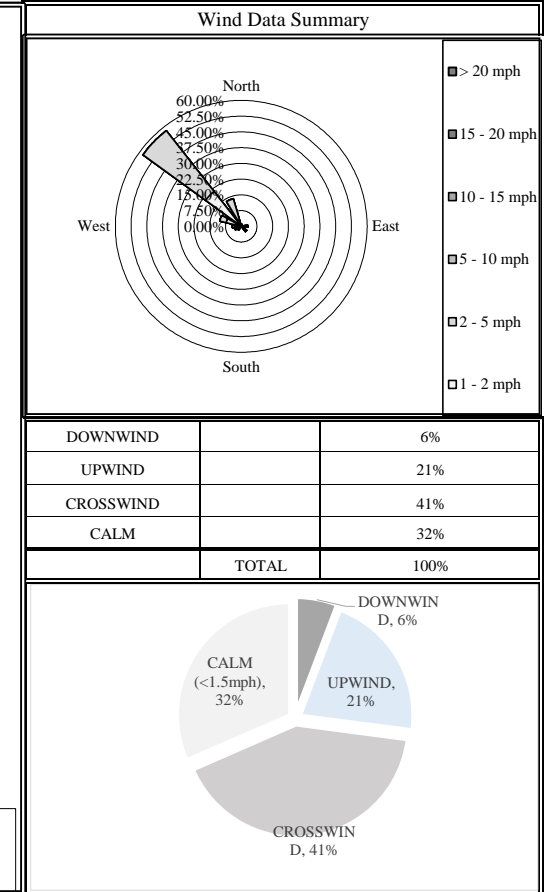 Wind Data Summary
North
60.00%
52.50%
45.00%
37.50%
30.00%
22.50%
15.00%
7.50%
0.00%
West
East
South
> 20 mph
15 - 20 mph
10 - 15 mph
5 - 10 mph
2 - 5 mph
1 - 2 mph
DOWNWIND 6%
UPWIND 21%
CROSSWIND 41%
CALM 32%
TOTAL 100%
DOWNWIN
D, 6%
UPWIND,
21%
CROSSWIN
D, 41%
CALM
(<1.5mph),
32%